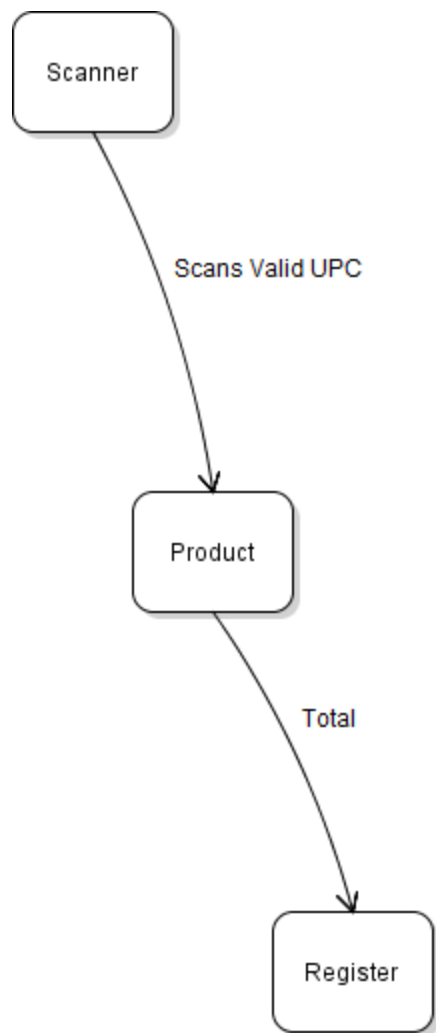 Scanner
Scans Valid UPC
Product
Total
Register